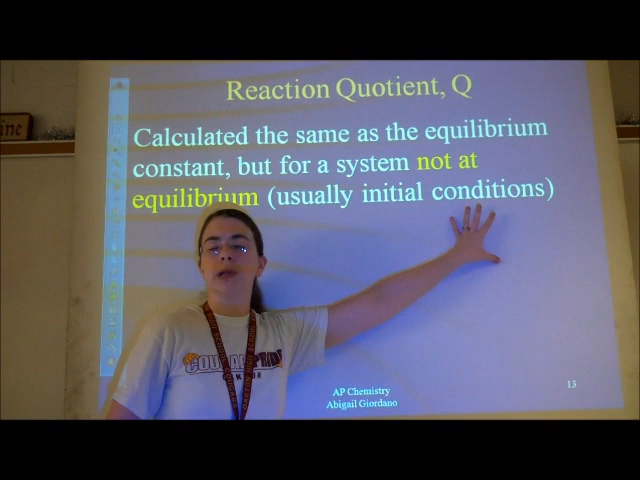 Reaction Quotient, Q
Calculated the same as the equilibrium
constant, but for a system not at
equilibrium (usually initial conditions)
AP Chemistry
Abigail Giordano
13